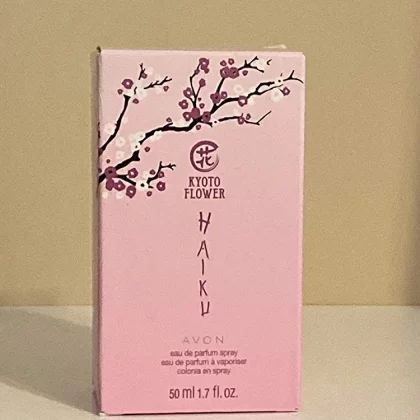 花
KYOTO
FLOWER
HAIKU
AVON
eau de parfum spray
eau de parfum à vaporiser
colonia en spray
50 ml 1.7 fl. oz.